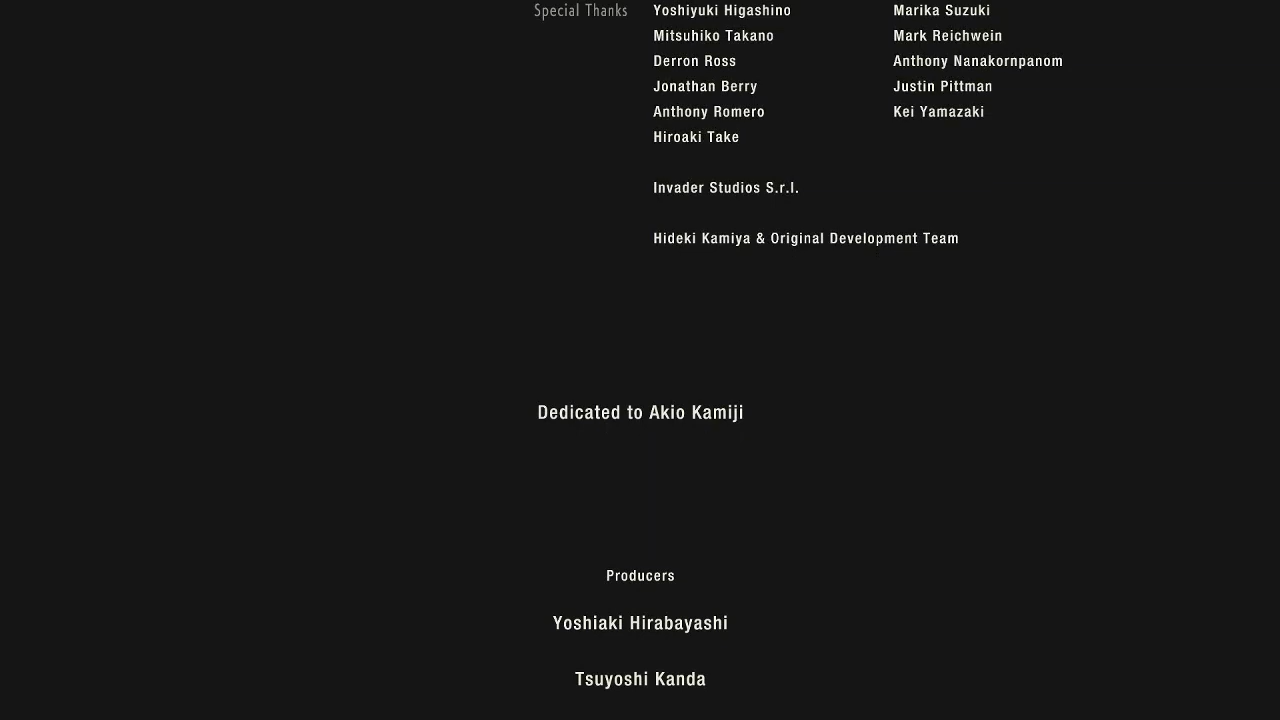 Special Thanks Yoshiyuki Higashino Marika Suzuki
Mitsuhiko Takano Mark Reichwein
Derron Ross Anthony Nanakornpanom
Jonathan Berry Justin Pittman
Anthony Romero Kei Yamazaki
Hiroaki Take
Invader Studios S.r.l.
Hideki Kamiya & Original Development Team
Dedicated to Akio Kamiji
Producers
Yoshiaki Hirabayashi
Tsuyoshi Kanda